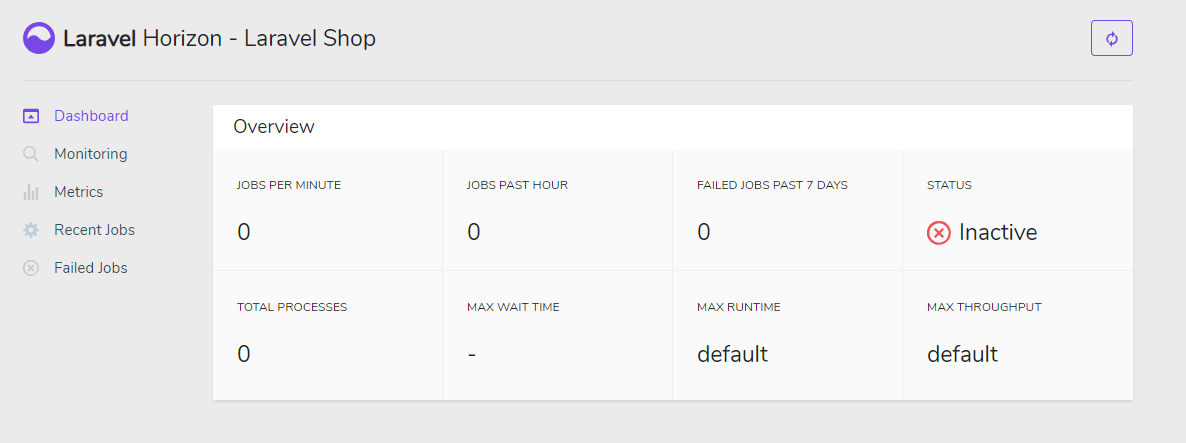 Laravel Horizon - Laravel Shop
Dashboard
Monitoring
Metrics
Recent Jobs
Failed Jobs
Overview
JOBS PER MINUTE
0
JOBS PAST HOUR
0
FAILED JOBS PAST 7 DAYS
0
STATUS
Inactive
TOTAL PROCESSES
0
MAX WAIT TIME
-
MAX RUNTIME
default
MAX THROUGHPUT
default